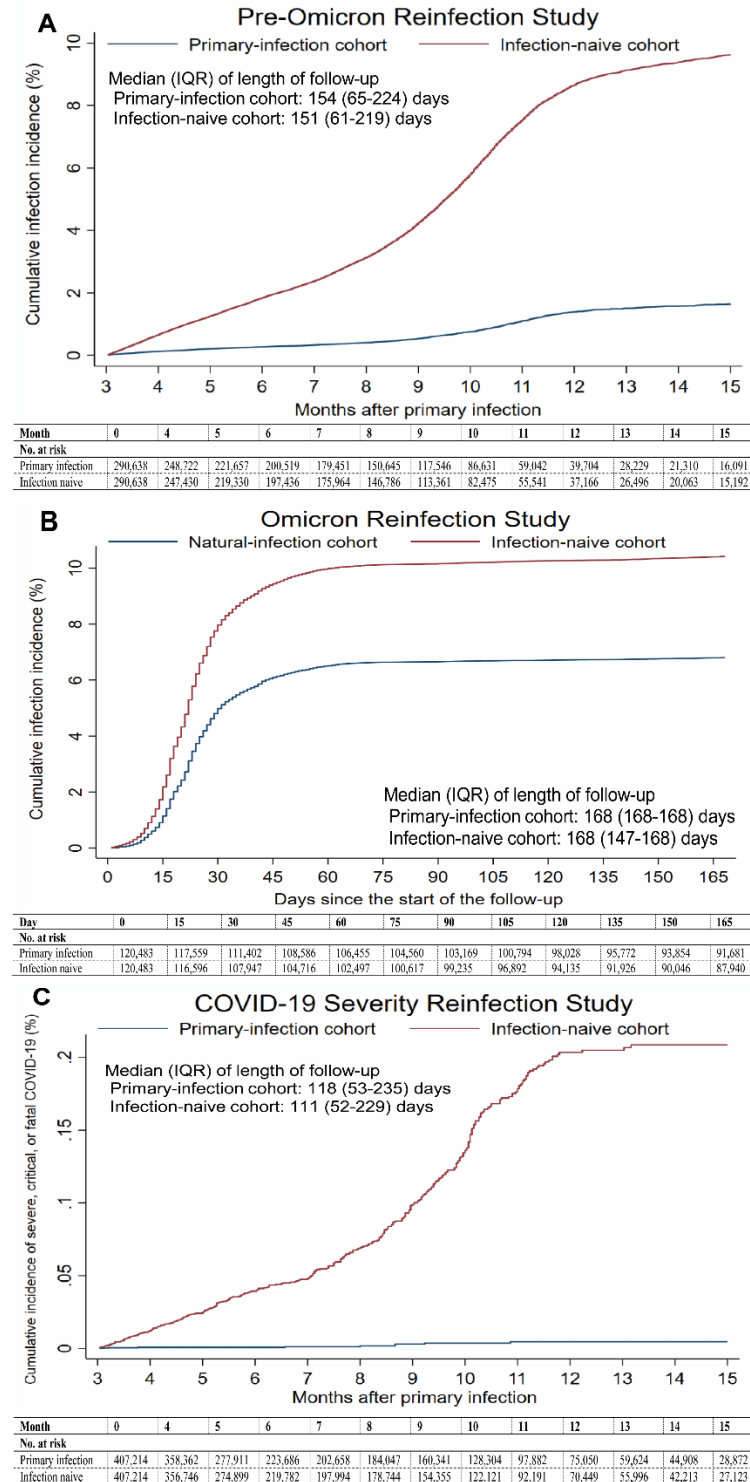 A
Pre-Omicron Reinfection Study
Primary-infection cohort Infection-naive cohort
Median (IQR) of length of follow-up
Primary-infection cohort: 154 (65-224) days
Infection-naive cohort: 151 (61-219) days
Cumulative infection incidence (%)
10
8
6
4
2
0
3 4 5 6 7 8 9 10 11 12 13 14 15
Months after primary infection
Month 0 4 5 6 7 8 9 10 11 12 13 14 15
No. at risk
Primary infection 290,638 248,722 221,657 200,519 179,451 150,645 117,546 86,631 59,042 39,704 28,229 21,310 16,091
Infection naive 290,638 247,430 219,330 197,436 175,964 146,786 113,361 82,475 55,541 37,166 26,496 20,063 15,192
B
Omicron Reinfection Study
Natural-infection cohort Infection-naive cohort
Cumulative infection incidence (%)
10
8
6
4
2
0
Median (IQR) of length of follow-up
Primary-infection cohort: 168 (168-168) days
Infection-naive cohort: 168 (147-168) days
0 15 30 45 60 75 90 105 120 135 150 165
Days since the start of the follow-up
Day 0 15 30 45 60 75 90 105 120 135 150 165
No. at risk
Primary infection 120,483 117,559 111,402 108,586 106,455 104,560 103,169 100,794 98,028 95,772 93,854 91,681
Infection naive 120,483 116,596 107,947 104,716 102,497 100,617 99,235 96,892 94,135 91,926 90,046 87,940
C
COVID-19 Severity Reinfection Study
Primary-infection cohort Infection-naive cohort
Median (IQR) of length of follow-up
Primary-infection cohort: 118 (53-235) days
Infection-naive cohort: 111 (52-229) days
Cumulative incidence of severe, critical, or fatal COVID-19 (%)
.2
.15
.1
.05
0
3 4 5 6 7 8 9 10 11 12 13 14 15
Months after primary infection
Month 0 4 5 6 7 8 9 10 11 12 13 14 15
No. at risk
Primary infection 407,214 358,362 277,911 223,686 202,658 184,047 160,341 128,304 97,882 75,050 59,624 44,908 28,872
Infection naive 407,214 356,746 274,899 219,782 197,994 178,744 154,355 122,121 92,191 70,449 55,996 42,213 27,125